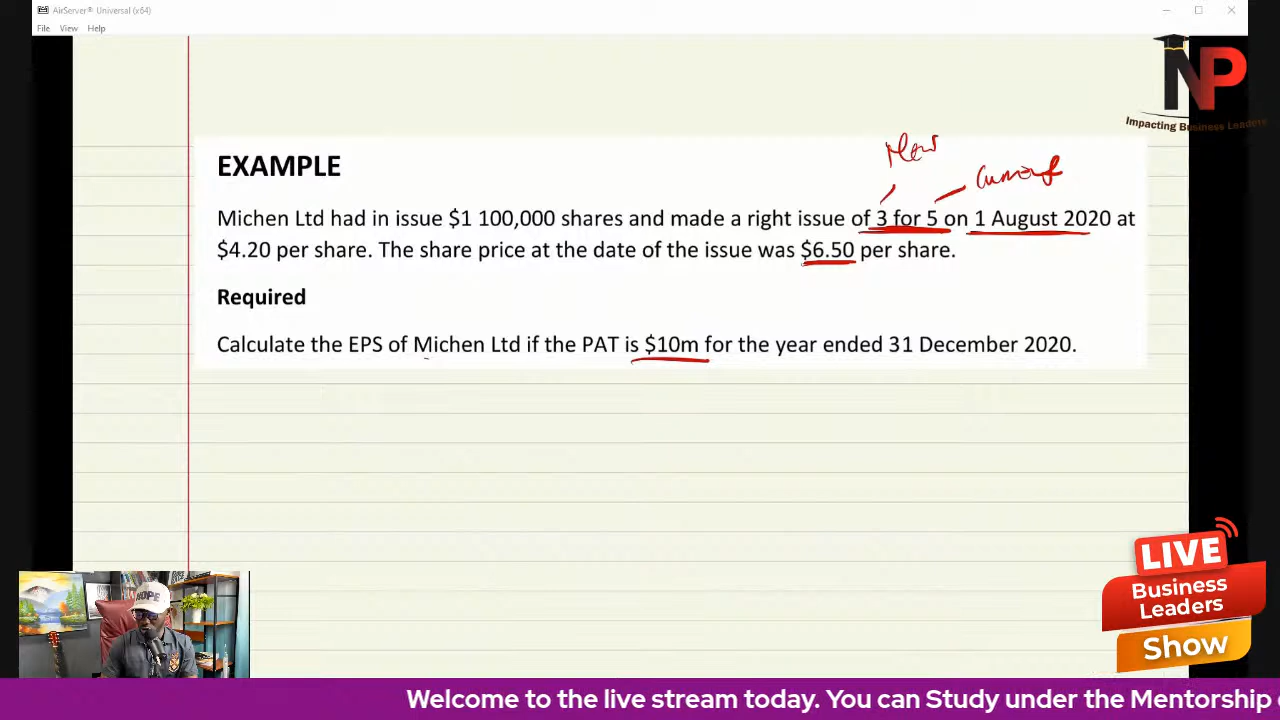 AirServer® Universal (x64)
File View Help
NP
Impacting Business Leaders
New
Current
EXAMPLE
Michen Ltd had in issue $1 100,000 shares and made a right issue of 3 for 5 on 1 August 2020 at
$4.20 per share. The share price at the date of the issue was $6.50 per share.
Required
Calculate the EPS of Michen Ltd if the PAT is $10m for the year ended 31 December 2020.
HOPE
LIVE
Business
Leaders
Show
Welcome to the live stream today. You can Study under the Mentorship